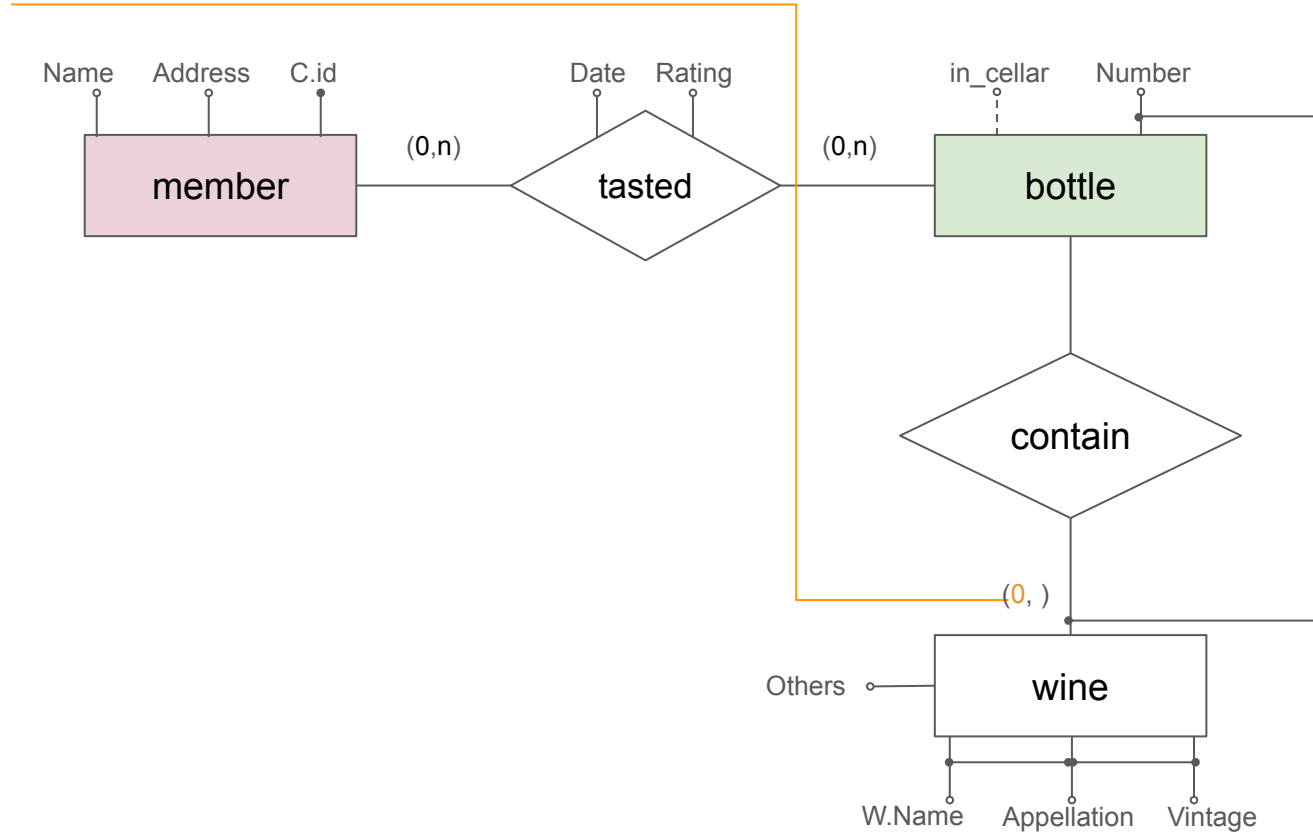 Name Address C.id Date Rating in_cellar Number
(0,n) (0,n)
member tasted bottle
contain
(0, )
Others wine
W.Name Appellation Vintage